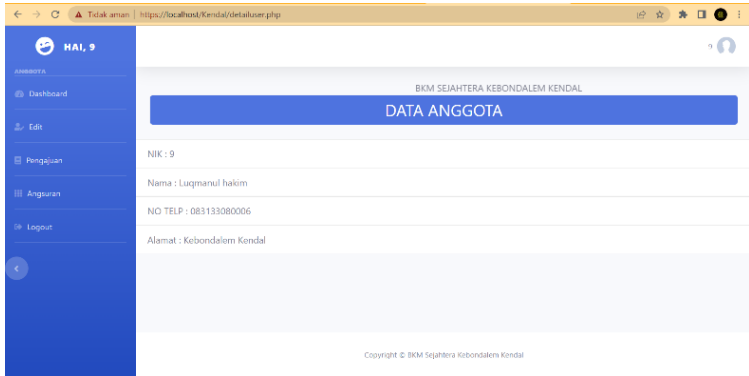 Tidak aman | https://localhost/Kendal/detailuser.php
HAI, 9
9
ANGGOTA
Dashboard
Edit
Pengajuan
Angsuran
Logout
BKM SEJAHTERA KEBONDALEM KENDAL
DATA ANGGOTA
NIK : 9
Nama : Luqmanul hakim
NO TELP : 083133080006
Alamat : Kebondalem Kendal
Copyright © BKM Sejahtera Kebondalem Kendal